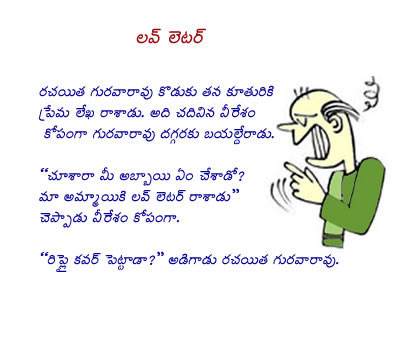 లవ్ లెటర్
రచయిత గురవారావు కొడుకు తన కూతురికి
ప్రేమ లేఖ రాశాడు. అది చదివిన వీరేశం
కోపంగా గురవారావు దగ్గరకు బయల్దేరాడు.
“చూశారా మీ అబ్బాయి ఏం చేశాడో?
మా అమ్మాయికి లవ్ లెటర్ రాశాడు”
చెప్పాడు వీరేశం కోపంగా.
“రిప్లై కవర్ పెట్టాడా?” అడిగాడు రచయిత గురవారావు.